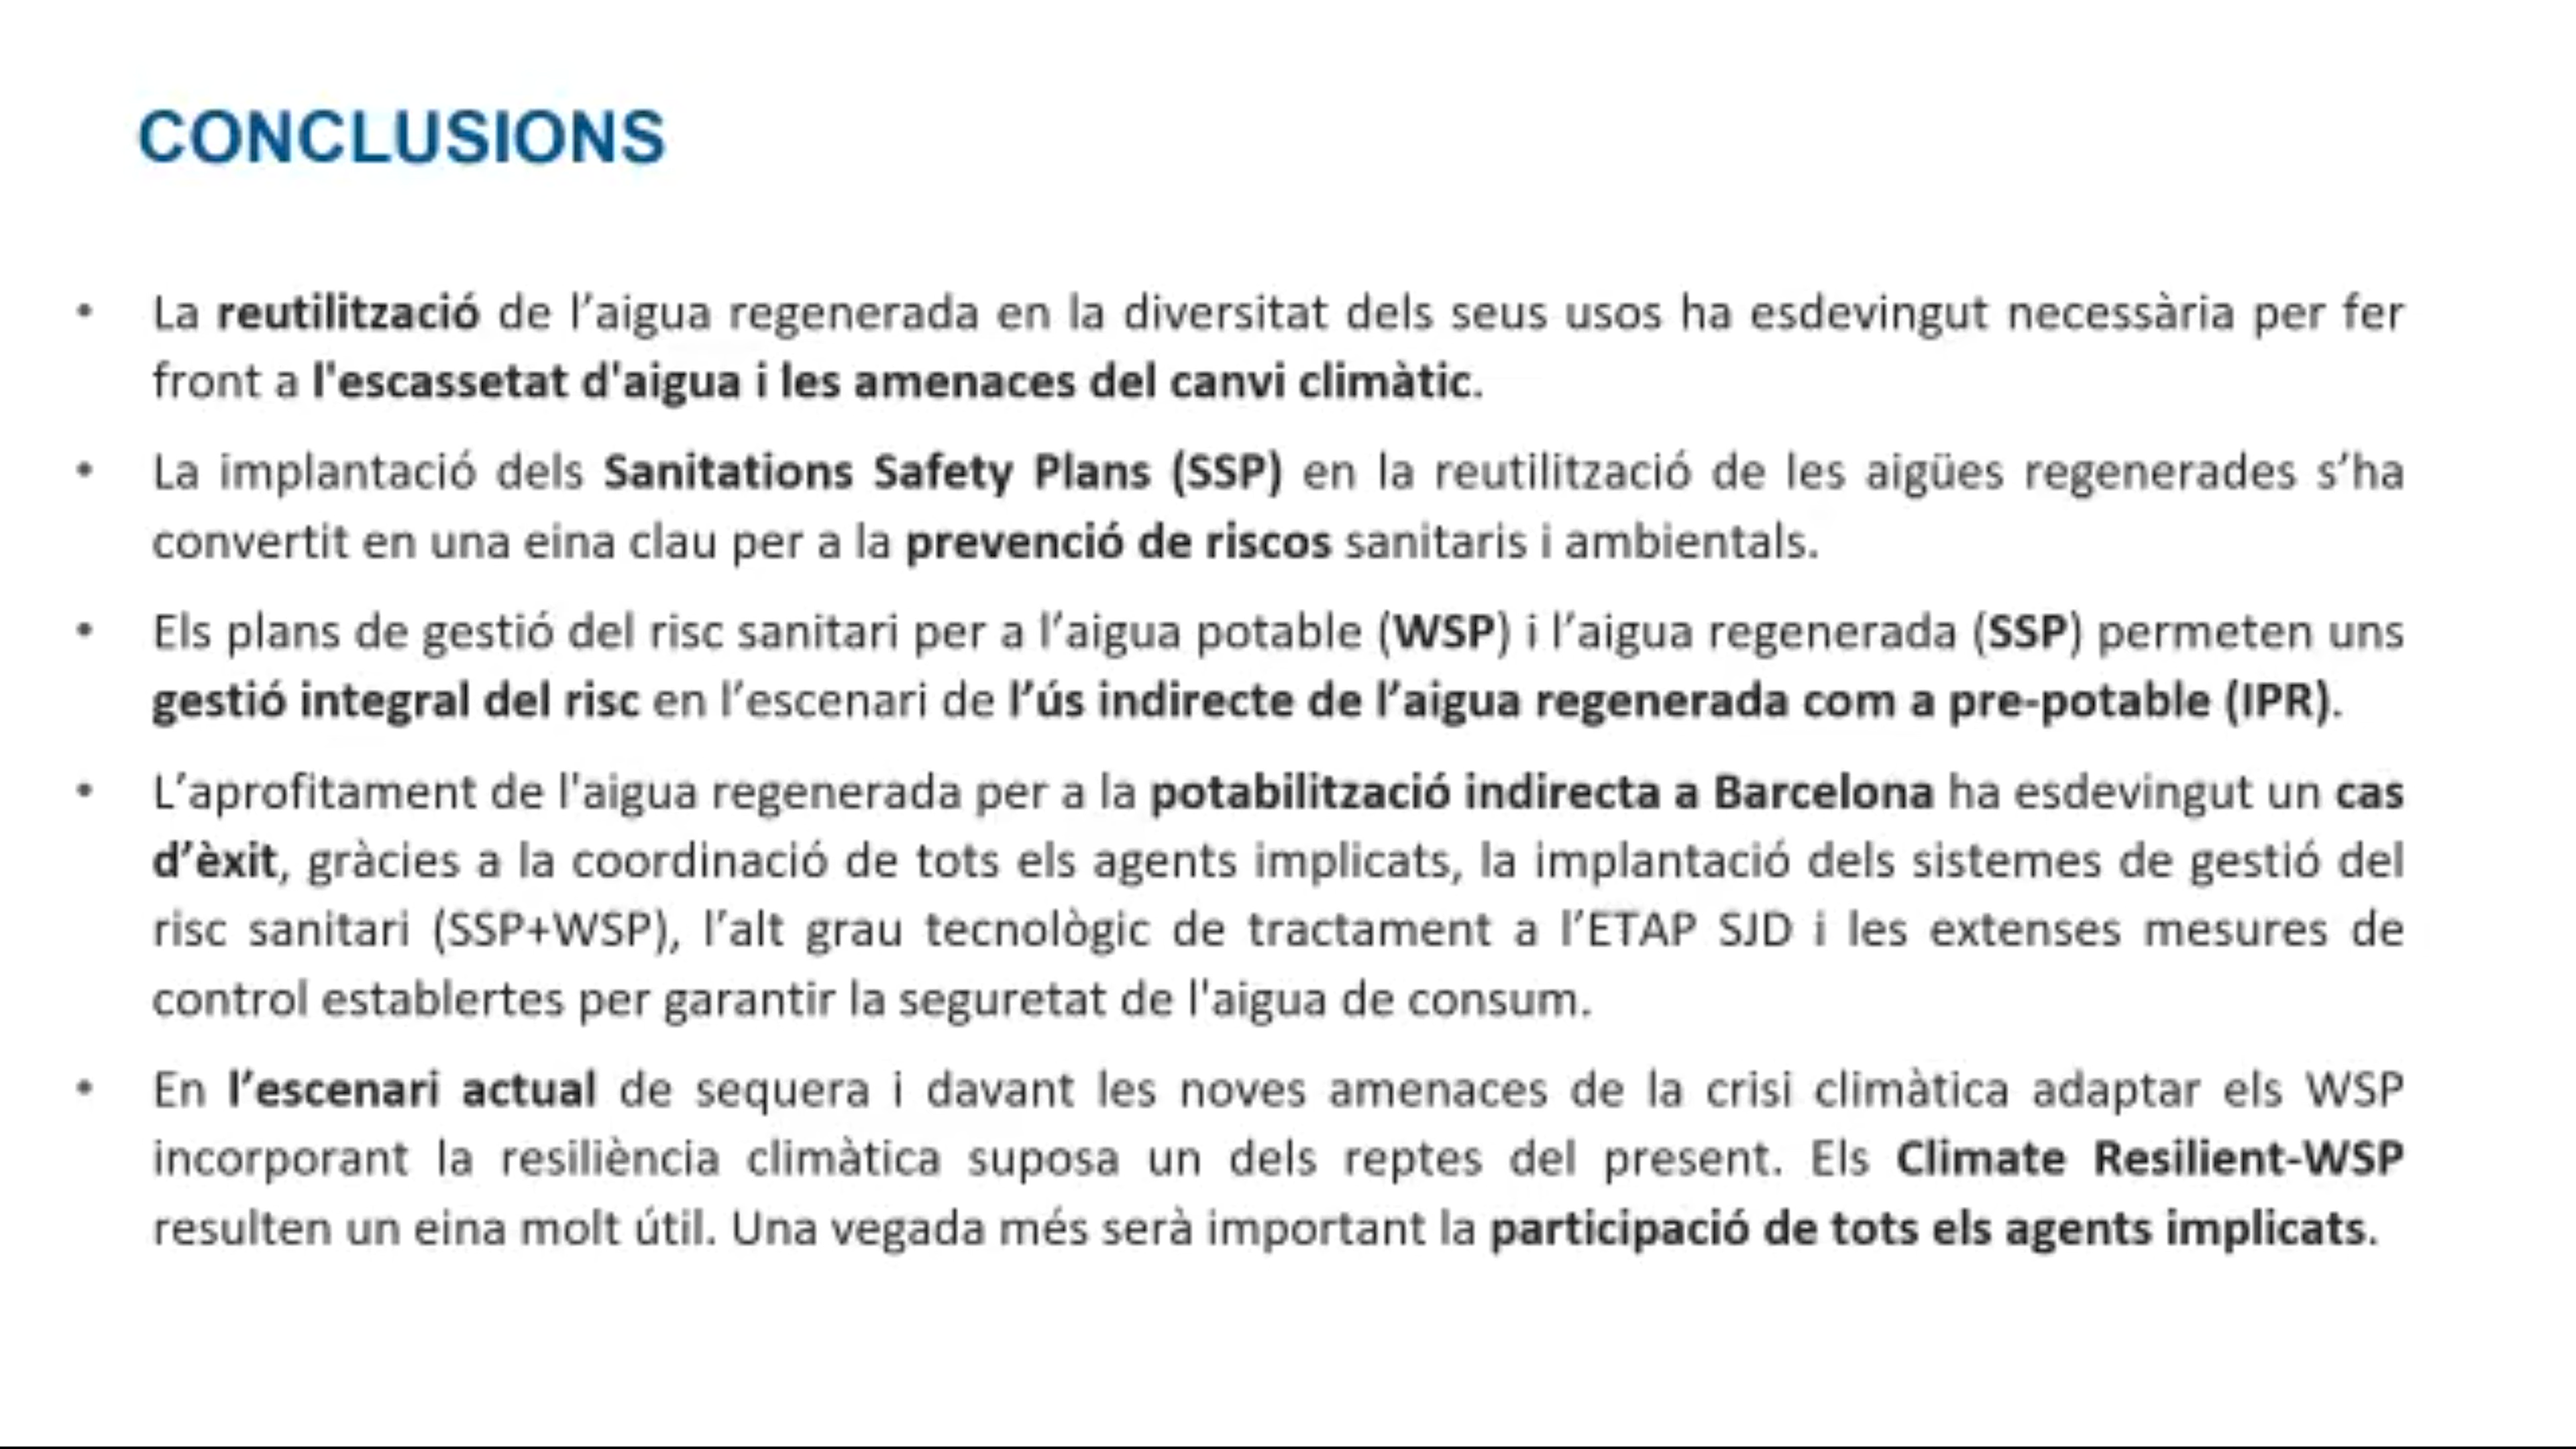 CONCLUSIONS
• La reutilització de l’aigua regenerada en la diversitat dels seus usos ha esdevingut necessària per fer
front a l'escassetat d'aigua i les amenaces del canvi climàtic.
• La implantació dels Sanitations Safety Plans (SSP) en la reutilització de les aigües regenerades s’ha
convertit en una eina clau per a la prevenció de riscos sanitaris i ambientals.
• Els plans de gestió del risc sanitari per a l’aigua potable (WSP) i l’aigua regenerada (SSP) permeten uns
gestió integral del risc en l’escenari de l’ús indirecte de l’aigua regenerada com a pre-potable (IPR).
• L’aprofitament de l'aigua regenerada per a la potabilització indirecta a Barcelona ha esdevingut un cas
d’èxit, gràcies a la coordinació de tots els agents implicats, la implantació dels sistemes de gestió del
risc sanitari (SSP+WSP), l’alt grau tecnològic de tractament a l’ETAP SJD i les extenses mesures de
control establertes per garantir la seguretat de l'aigua de consum.
• En l’escenari actual de sequera i davant les noves amenaces de la crisi climàtica adaptar els WSP
incorporant la resiliència climàtica suposa un dels reptes del present. Els Climate Resilient-WSP
resulten un eina molt útil. Una vegada més serà important la participació de tots els agents implicats.